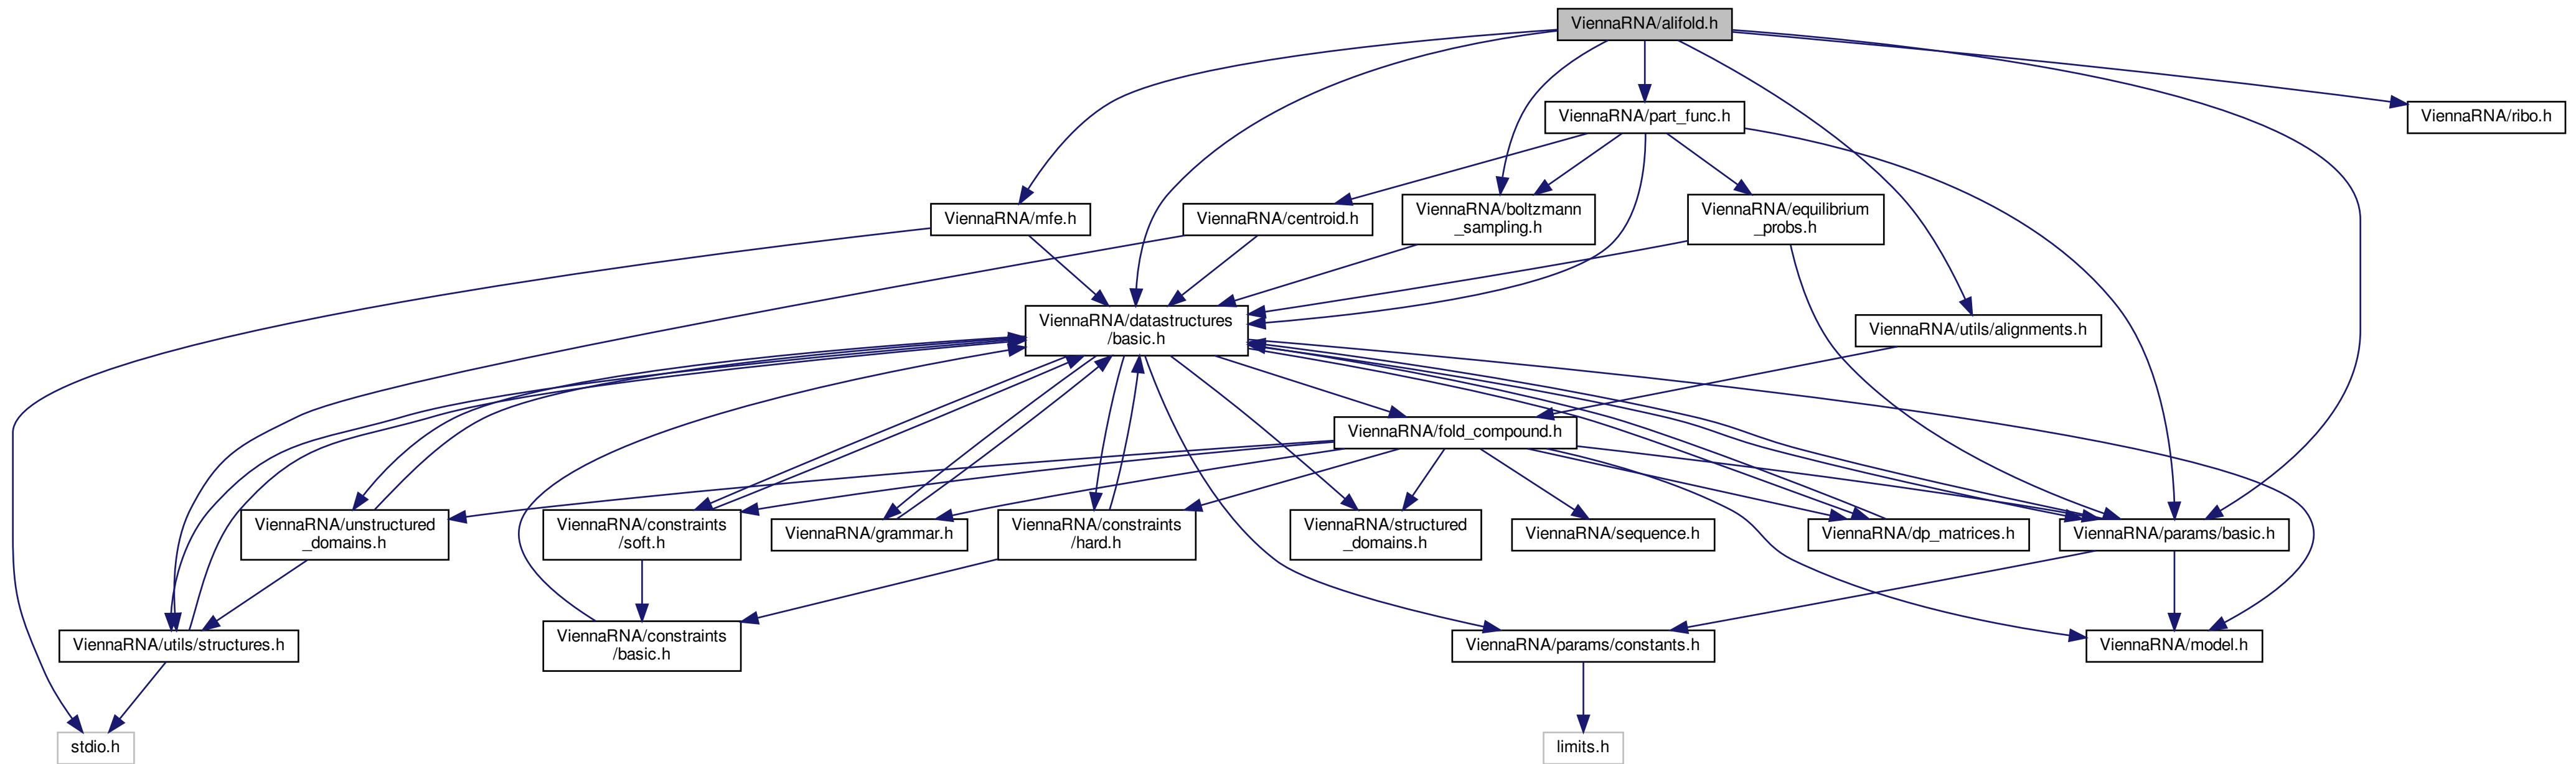 ViennaRNA/alifold.h
ViennaRNA/part_func.h
ViennaRNA/ribo.h
ViennaRNA/mfe.h
ViennaRNA/centroid.h
ViennaRNA/boltzmann
_sampling.h
ViennaRNA/equilibrium
_probs.h
ViennaRNA/datastructures
/basic.h
ViennaRNA/utils/alignments.h
ViennaRNA/fold_compound.h
ViennaRNA/unstructured
_domains.h
ViennaRNA/constraints
/soft.h
ViennaRNA/grammar.h
ViennaRNA/constraints
/hard.h
ViennaRNA/structured
_domains.h
ViennaRNA/sequence.h
ViennaRNA/dp_matrices.h
ViennaRNA/params/basic.h
ViennaRNA/utils/structures.h
ViennaRNA/constraints
/basic.h
ViennaRNA/params/constants.h
ViennaRNA/model.h
stdio.h
limits.h